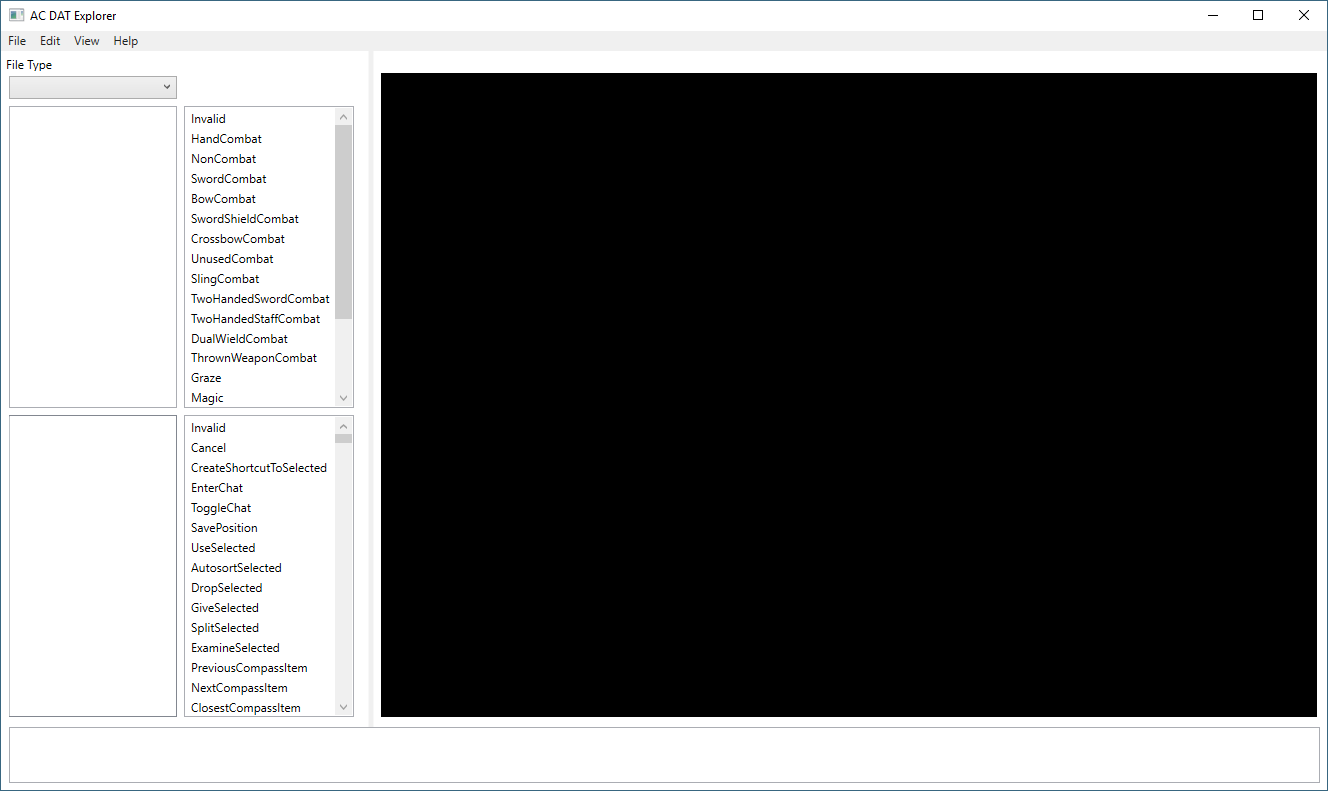 AC DAT Explorer
File Edit View Help
File Type
Invalid
HandCombat
NonCombat
SwordCombat
BowCombat
SwordShieldCombat
CrossbowCombat
UnusedCombat
SlingCombat
TwoHandedSwordCombat
TwoHandedStaffCombat
DualWieldCombat
ThrownWeaponCombat
Graze
Magic
Invalid
Cancel
CreateShortcutToSelected
EnterChat
ToggleChat
SavePosition
UseSelected
AutosortSelected
DropSelected
GiveSelected
SplitSelected
ExamineSelected
PreviousCompassItem
NextCompassItem
ClosestCompassItem